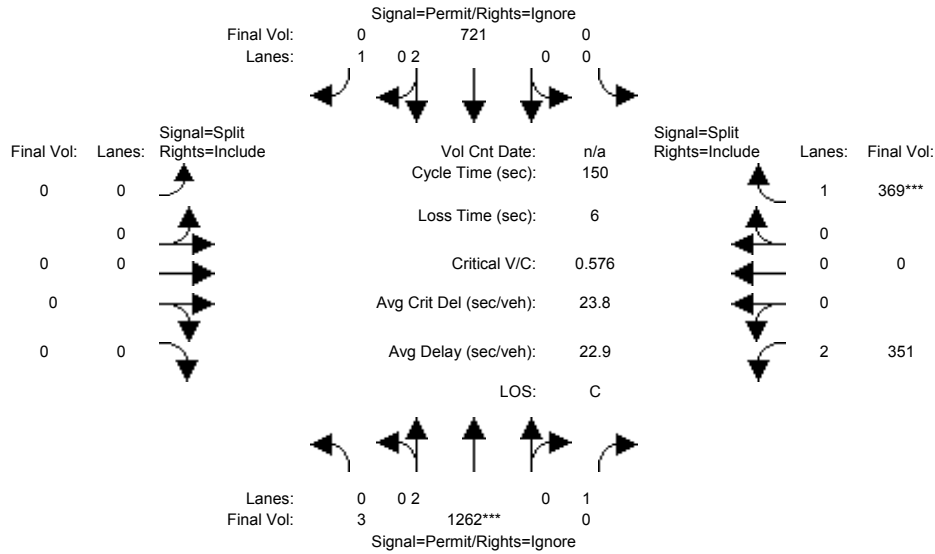 Signal=Permit/Rights=Ignore
Final Vol: 0 721 0
Lanes: 1 0 2 0 0
Signal=Split Signal=Split
Final Vol: Lanes: Rights=Include Vol Cnt Date: n/a Rights=Include Lanes: Final Vol:
Cycle Time (sec): 150
0 0 1 369***
Loss Time (sec): 6
0 0
0 0 Critical V/C: 0.576 0 0
0 Avg Crit Del (sec/veh): 23.8 0
0 0 Avg Delay (sec/veh): 22.9 2 351
LOS: C
Lanes: 0 0 2 0 1
Final Vol: 3 1262*** 0
Signal=Permit/Rights=Ignore